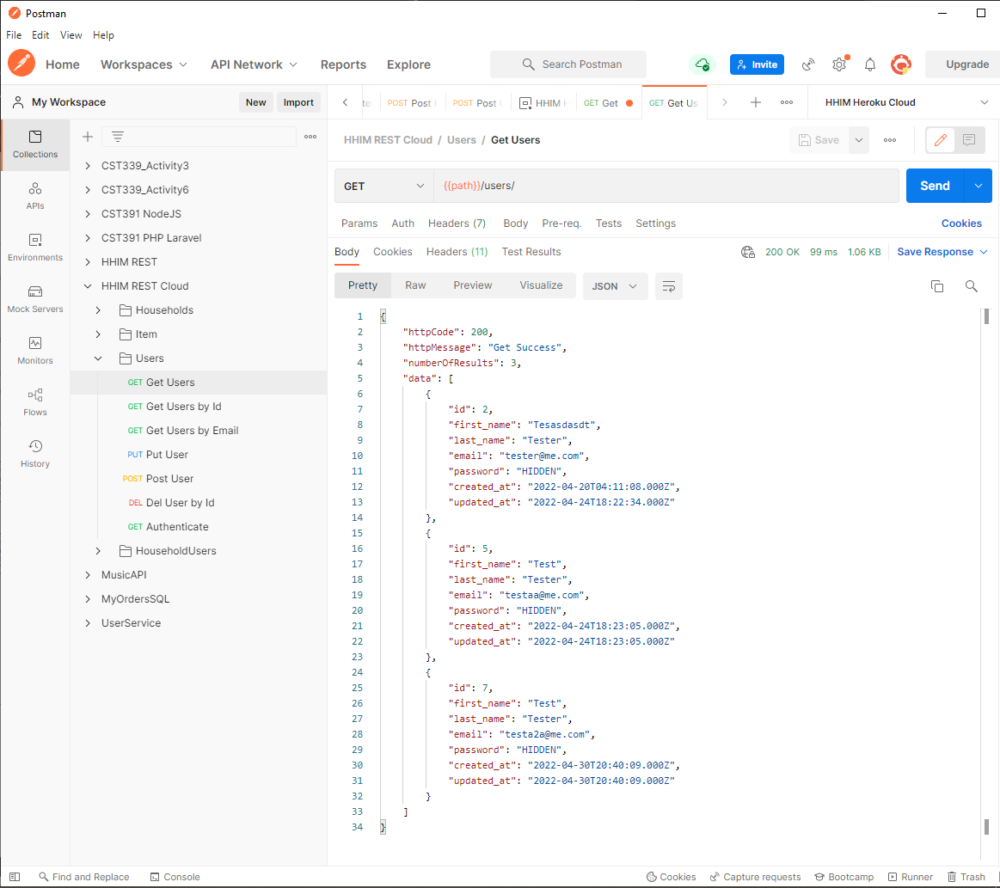 Postman
File Edit View Help
Home Workspaces API Network Reports Explore Search Postman Invite Upgrade
My Workspace New Import
POST Post POST Post HHIM GET Get GET Get Us HHIM Heroku Cloud
Collections
APIs
Environments
Mock Servers
Monitors
Flows
History
CST339_Activity3
CST339_Activity6
CST391 NodeJS
CST391 PHP Laravel
HHIM REST
HHIM REST Cloud
Households
Item
Users
GET Get Users
GET Get Users by Id
GET Get Users by Email
PUT Put User
POST Post User
DEL Del User by Id
GET Authenticate
HouseholdUsers
MusicAPI
MyOrdersSQL
UserService
HHIM REST Cloud / Users / Get Users Save
GET {{path}}/users/ Send
Params Auth Headers (7) Body Pre-req. Tests Settings Cookies
Body Cookies Headers (11) Test Results 200 OK 99 ms 1.06 KB Save Response
Pretty Raw Preview Visualize JSON
1 {
2 "httpCode": 200,
3 "httpMessage": "Get Success",
4 "numberOfResults": 3,
5 "data": [
6 {
7 "id": 2,
8 "first_name": "Tesasdasdt",
9 "last_name": "Tester",
10 "email": "tester@me.com",
11 "password": "HIDDEN",
12 "created_at": "2022-04-20T04:11:08.000Z",
13 "updated_at": "2022-04-24T18:22:34.000Z"
14 },
15 {
16 "id": 5,
17 "first_name": "Test",
18 "last_name": "Tester",
19 "email": "testaa@me.com",
20 "password": "HIDDEN",
21 "created_at": "2022-04-24T18:23:05.000Z",
22 "updated_at": "2022-04-24T18:23:05.000Z"
23 },
24 {
25 "id": 7,
26 "first_name": "Test",
27 "last_name": "Tester",
28 "email": "testa2a@me.com",
29 "password": "HIDDEN",
30 "created_at": "2022-04-30T20:40:09.000Z",
31 "updated_at": "2022-04-30T20:40:09.000Z"
32 }
33 ]
34 }
Find and Replace Console Cookies Capture requests Bootcamp Runner Trash